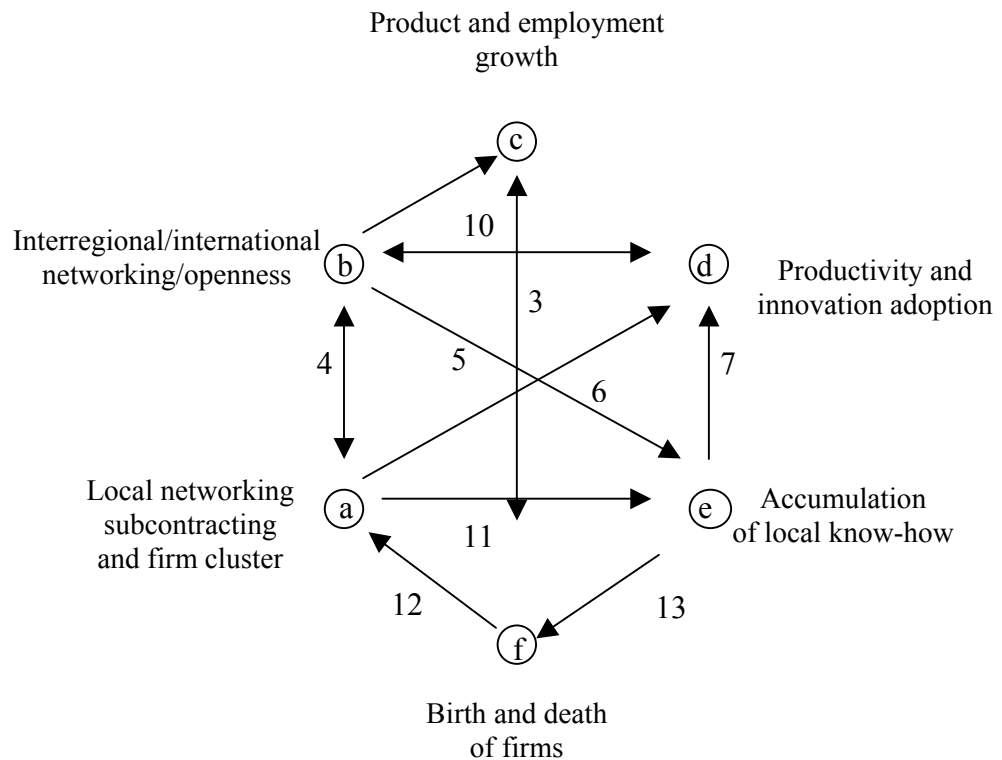 Product and employment
growth
c
10
Interregional/international
networking/openness
b
d
Productivity and
innovation adoption
3
4
5
6
7
Local networking
subcontracting
and firm cluster
a
e
Accumulation
of local know-how
11
12
13
f
Birth and death
of firms